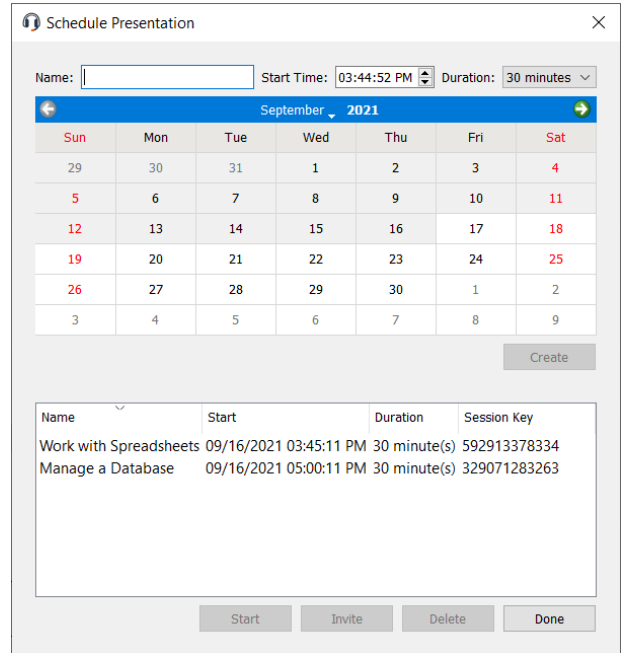 Schedule Presentation
Name: Start Time: 03:44:52 PM Duration: 30 minutes
September 2021
Sun Mon Tue Wed Thu Fri Sat
29 30 31 1 2 3 4
5 6 7 8 9 10 11
12 13 14 15 16 17 18
19 20 21 22 23 24 25
26 27 28 29 30 1 2
3 4 5 6 7 8 9
Create
Name Start Duration Session Key
Work with Spreadsheets 09/16/2021 03:45:11 PM 30 minute(s) 592913378334
Manage a Database 09/16/2021 05:00:11 PM 30 minute(s) 329071283263
Start Invite Delete Done